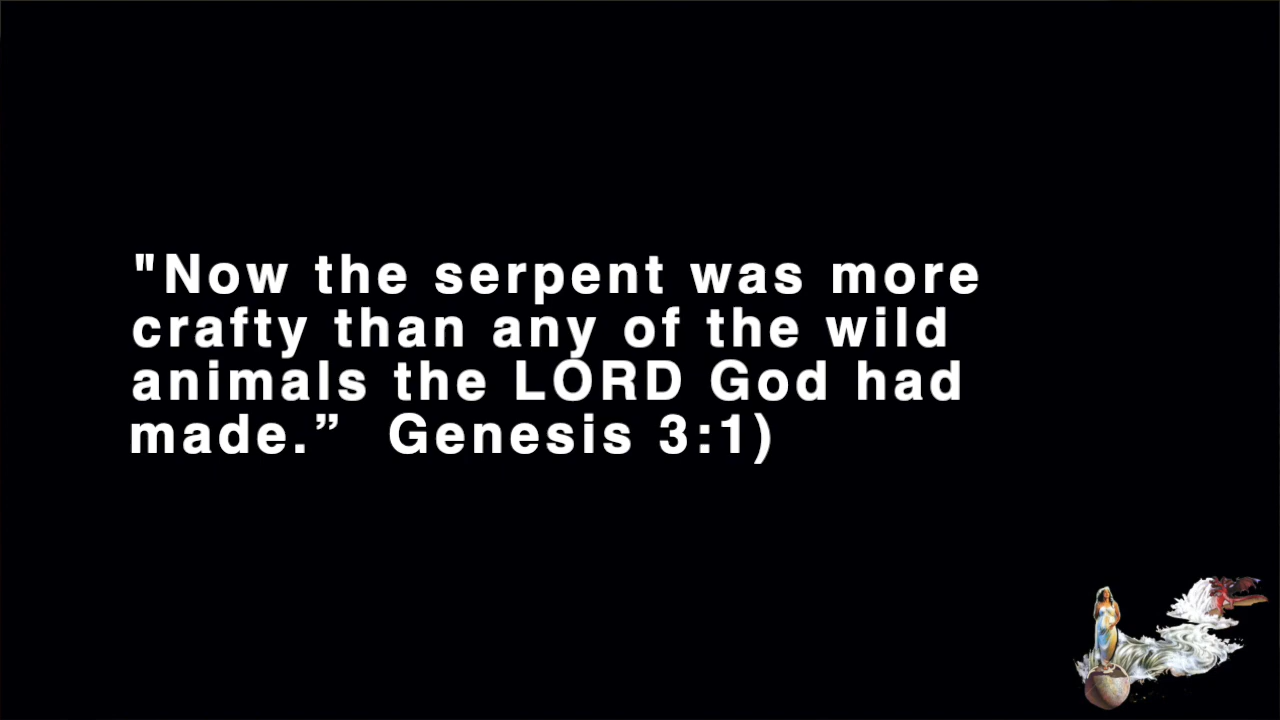 "Now the serpent was more
crafty than any of the wild
animals the LORD God had
made.”  Genesis 3:1)